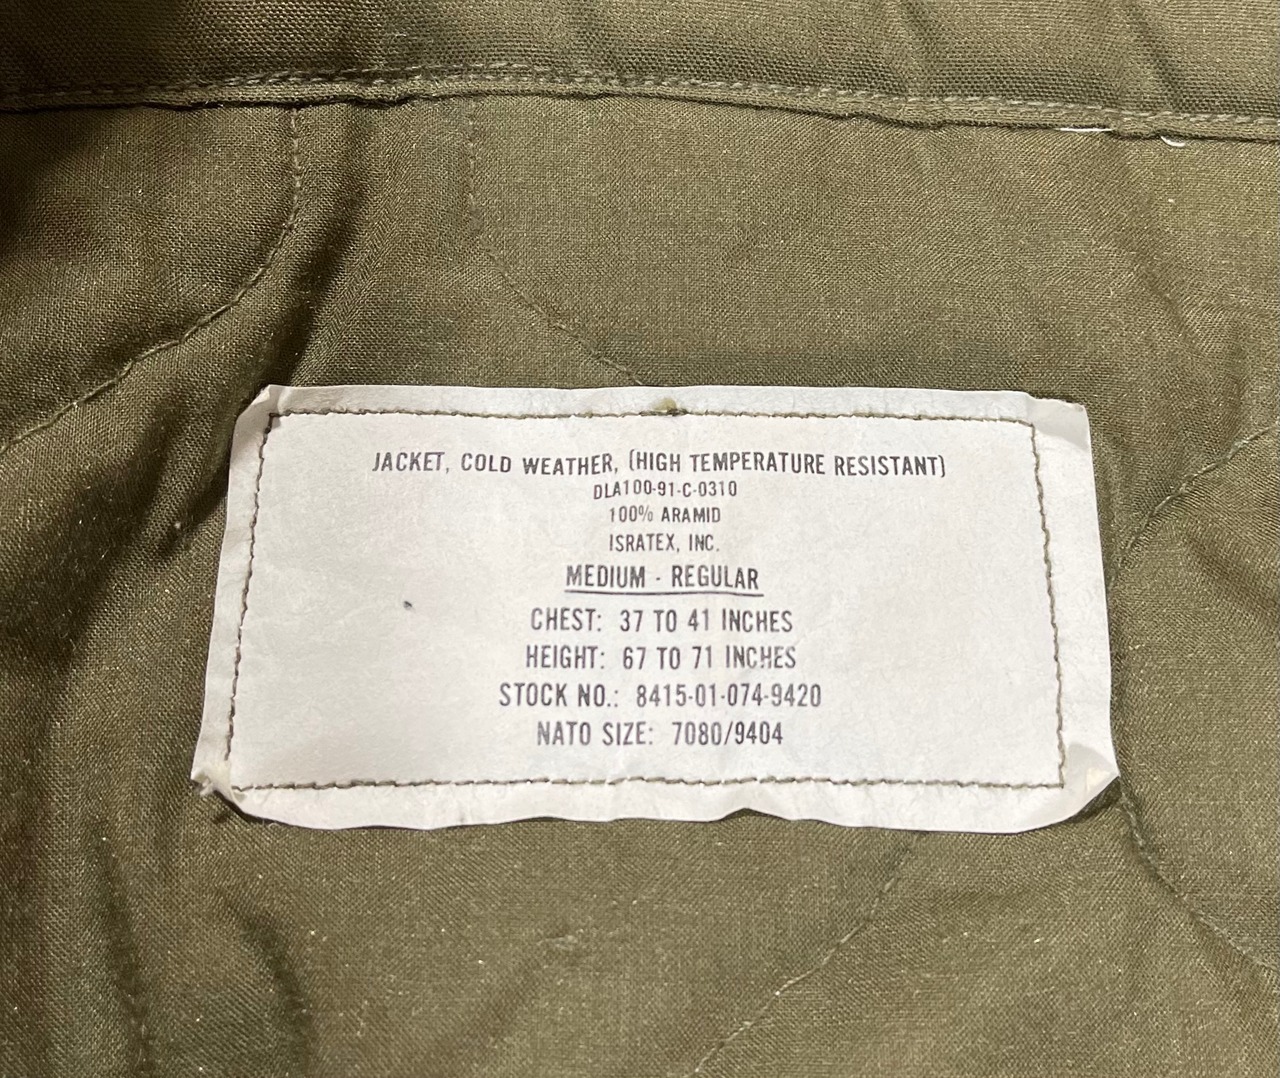 JACKET, COLD WEATHER, (HIGH TEMPERATURE RESISTANT)
DLA100-91-C-0310
100% ARAMID
ISRATEX, INC.
MEDIUM - REGULAR
CHEST: 37 TO 41 INCHES
HEIGHT: 67 TO 71 INCHES
STOCK NO.: 8415-01-074-9420
NATO SIZE: 7080/9404